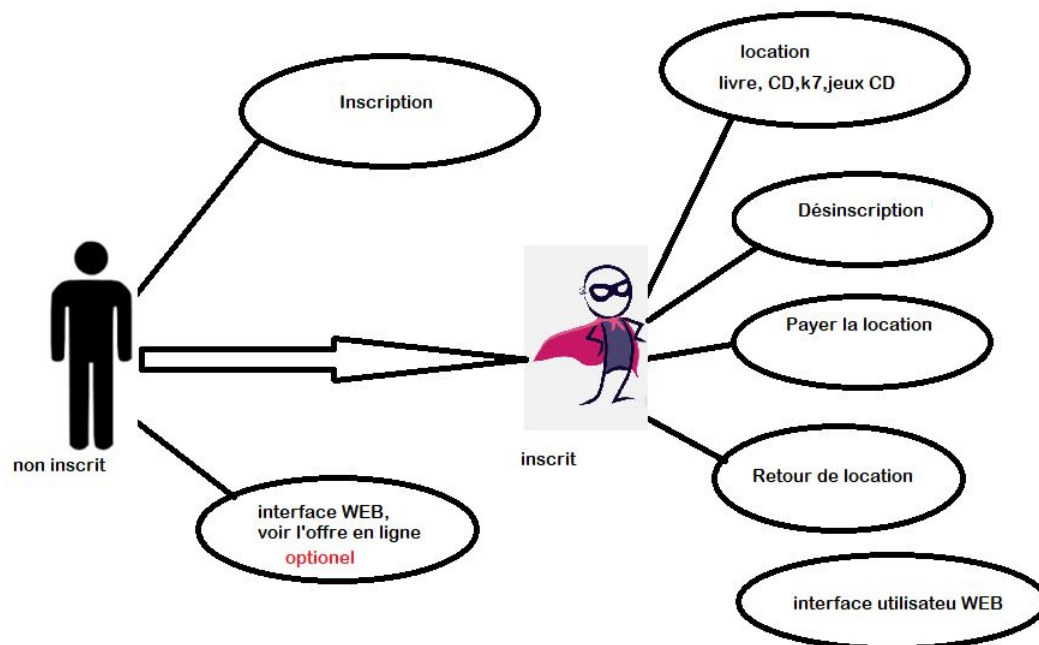 Inscription
location
livre, CD,k7,jeux CD
Désinscription
Payer la location
non inscrit
inscrit
Retour de location
interface WEB,
voir l'offre en ligne
optionel
interface utilisateu WEB